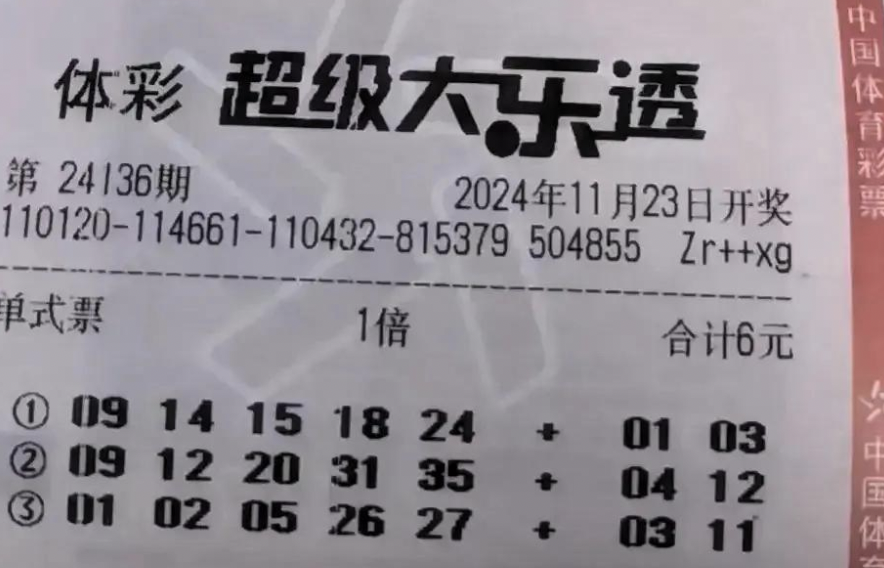 体彩 超级大乐透
第 24136期 2024年11月23日开奖
110120-114661-110432-815379 504855 Zr++xg
单式票 1倍 合计6元
① 09 14 15 18 24 + 01 03
② 09 12 20 31 35 + 04 12
③ 01 02 05 26 27 + 03 11
中国体育彩票
中国体育